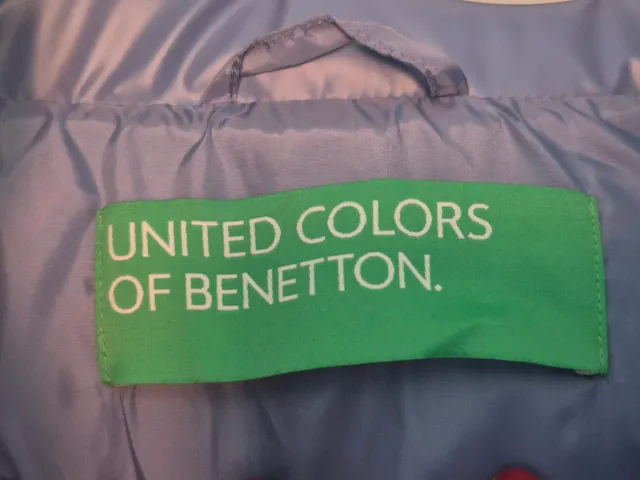 UNITED COLORS
OF BENETTON.